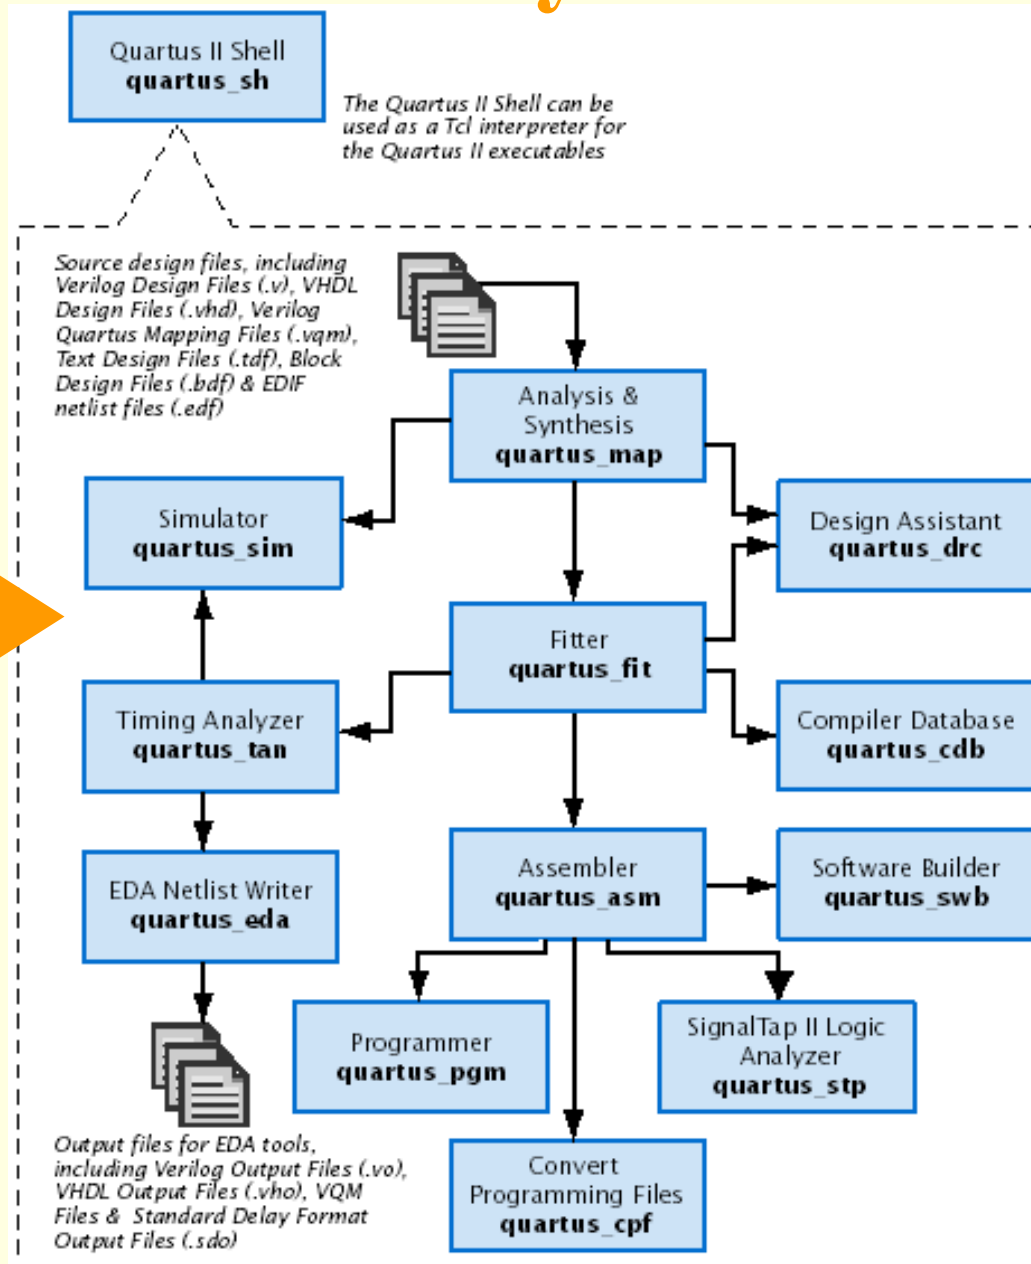 Quartus II Shell
quartus_sh
The Quartus II Shell can be
used as a Tcl interpreter for
the Quartus II executables
Source design files, including
Verilog Design Files (.v), VHDL
Design Files (.vhd), Verilog
Quartus Mapping Files (.vqm),
Text Design Files (.tdf), Block
Design Files (.bdf) & EDIF
netlist files (.edf)
Analysis &
Synthesis
quartus_map
Simulator
quartus_sim
Design Assistant
quartus_drc
Fitter
quartus_fit
Timing Analyzer
quartus_tan
Compiler Database
quartus_cdb
EDA Netlist Writer
quartus_eda
Assembler
quartus_asm
Software Builder
quartus_swb
Programmer
quartus_pgm
SignalTap II Logic
Analyzer
quartus_stp
Output files for EDA tools,
including Verilog Output Files (.vo),
VHDL Output Files (.vho), VQM
Files & Standard Delay Format
Output Files (.sdo)
Convert
Programming Files
quartus_cpf